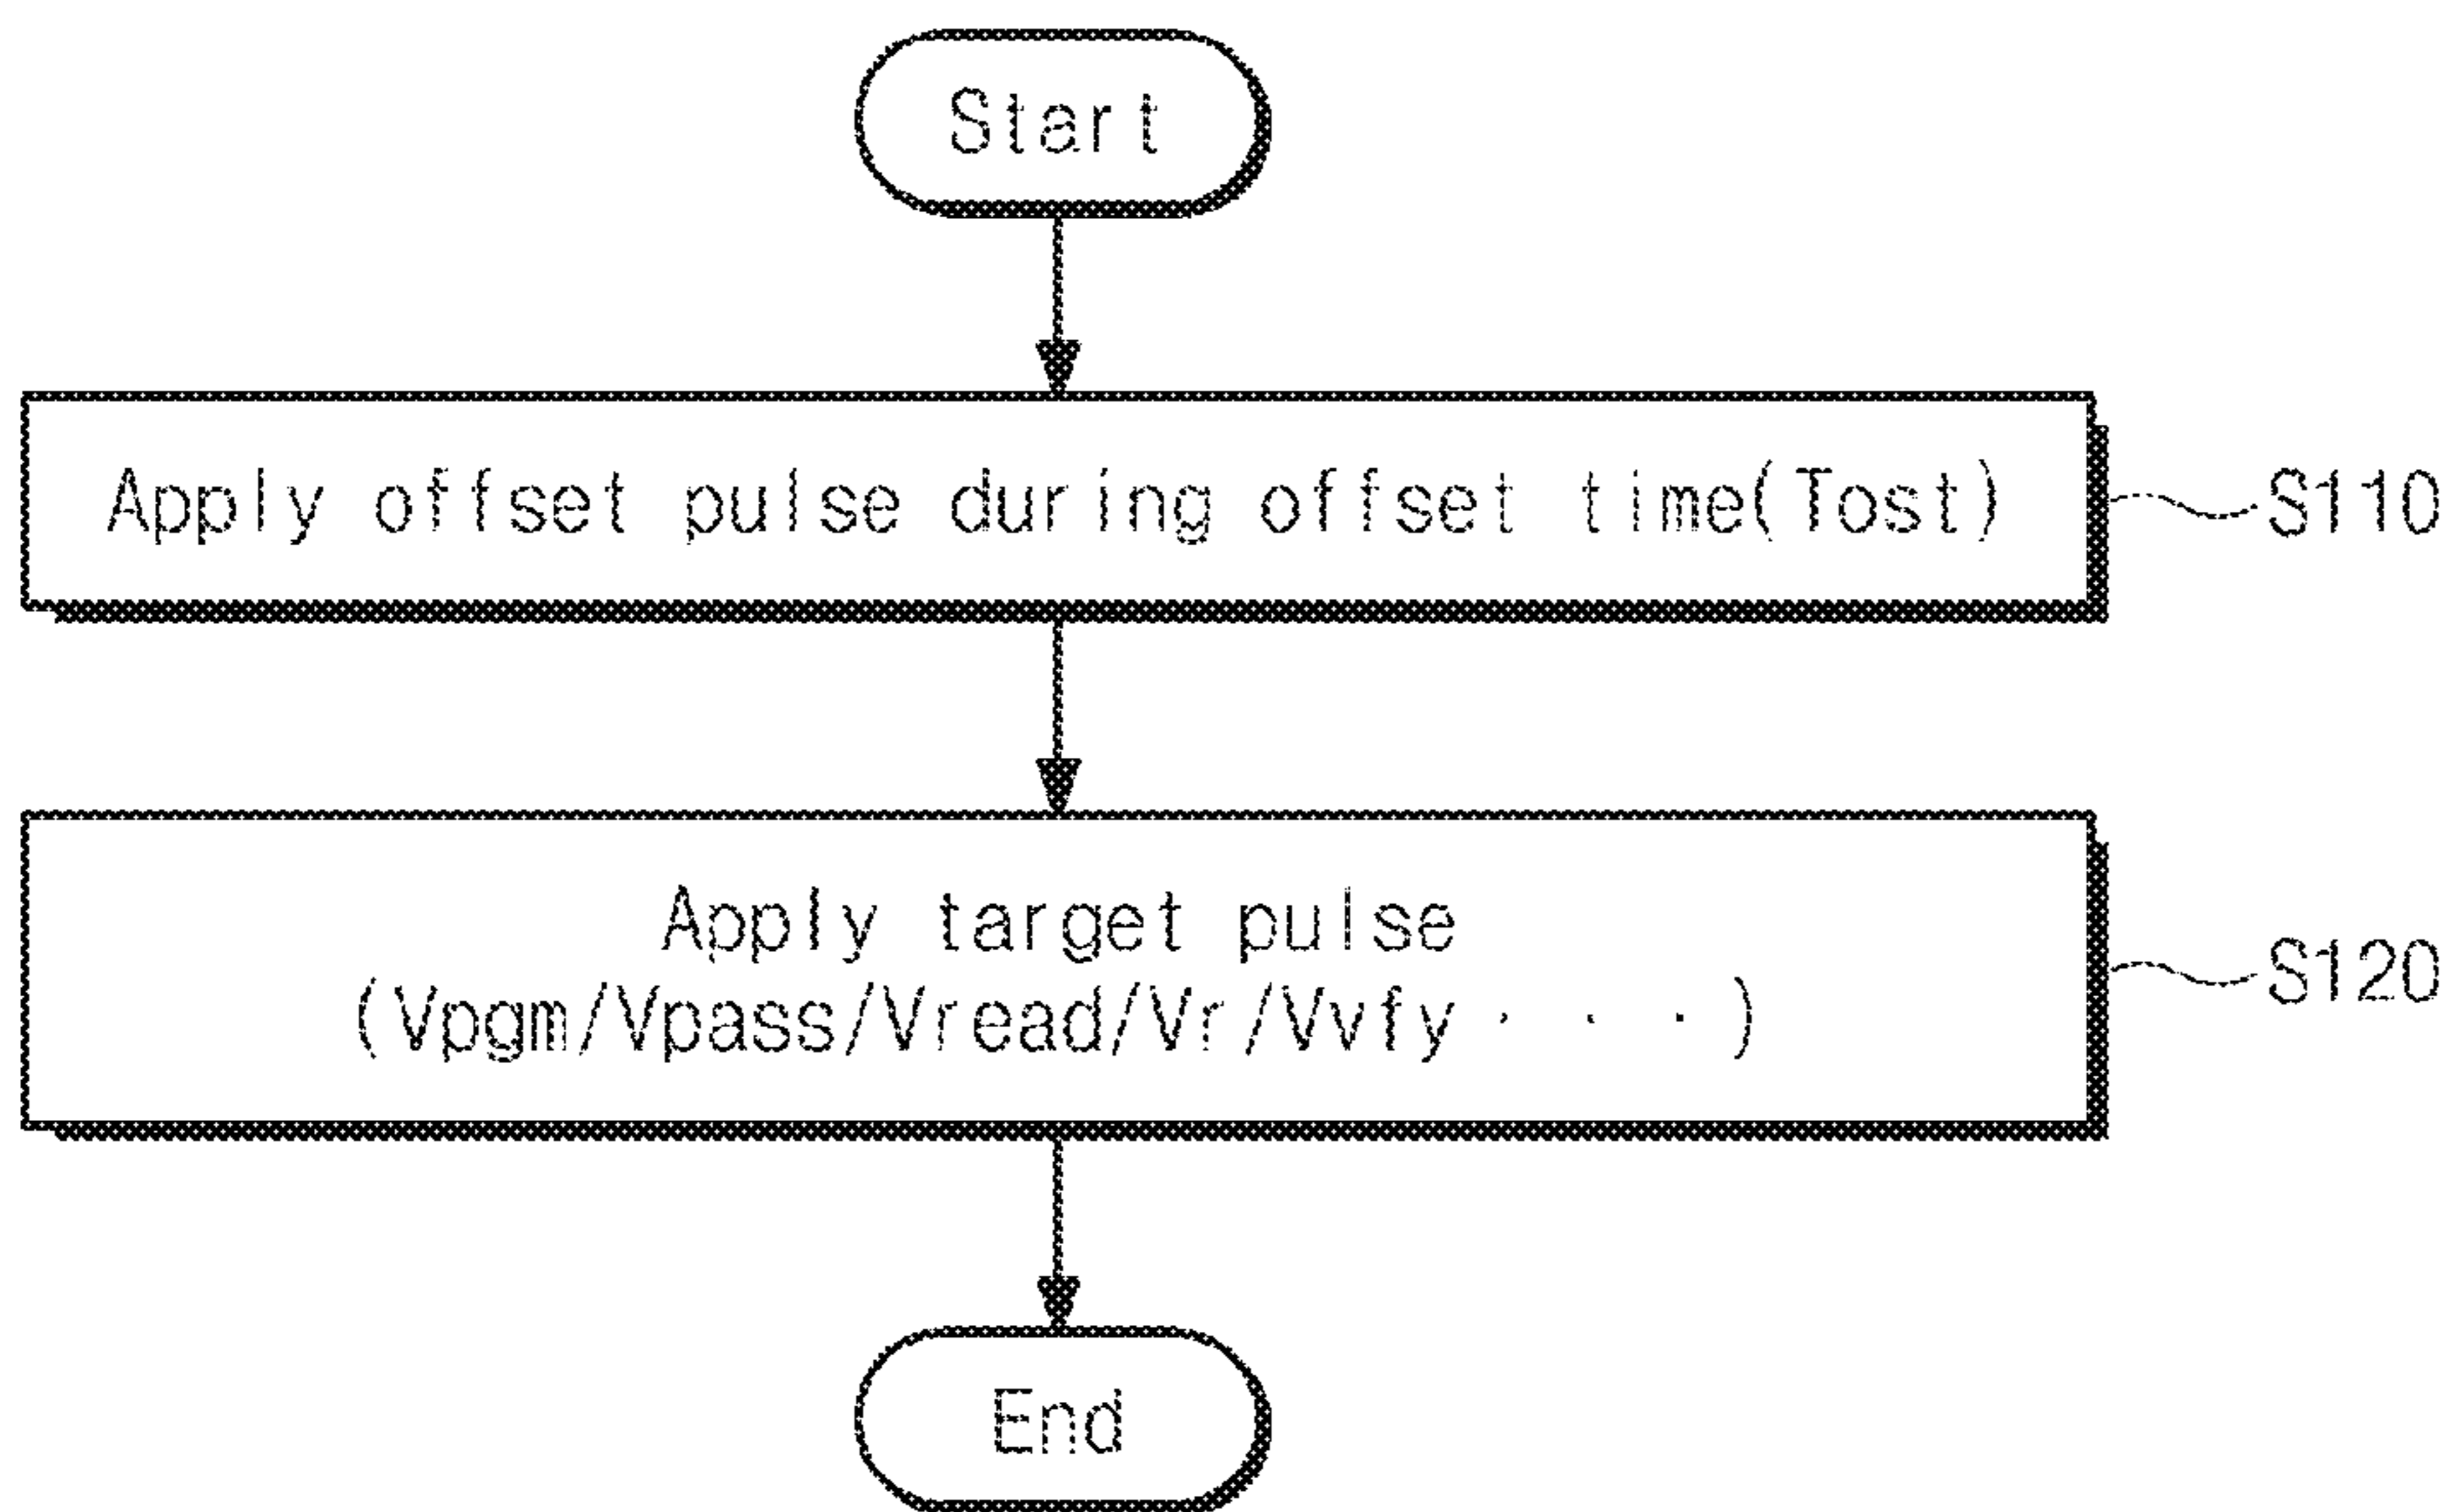 Start
Apply offset pulse during offset time(Tost)
S110
Apply target pulse
(Vpgm/Vpass/Vread/Vr/Vvfy · · · )
S120
End